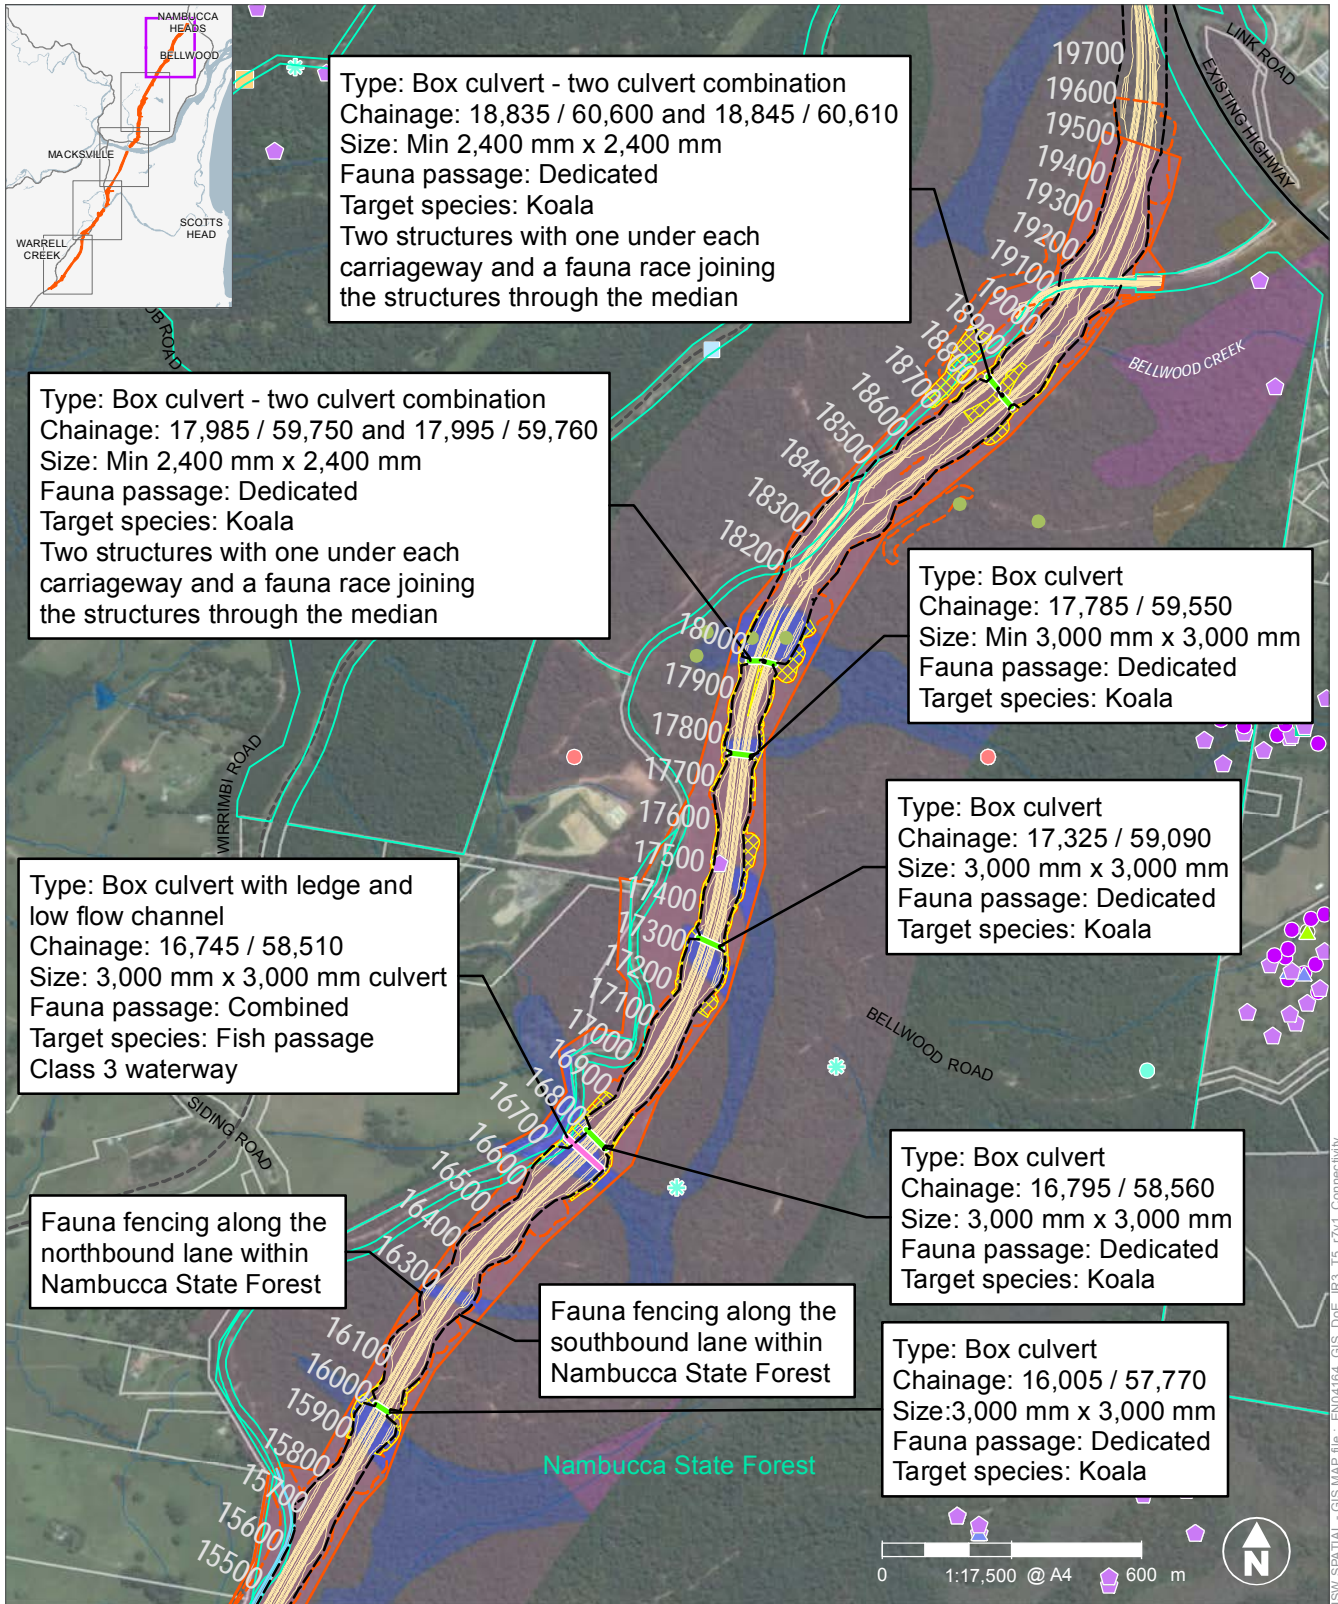 NAMBUCCA
HEADS
BELLWOOD
MACKSVILLE
SCOTTS
HEAD
WARRELL
CREEK
Type: Box culvert - two culvert combination
Chainage: 18,835 / 60,600 and 18,845 / 60,610
Size: Min 2,400 mm x 2,400 mm
Fauna passage: Dedicated
Target species: Koala
Two structures with one under each
carriageway and a fauna race joining
the structures through the median
LINK ROAD
EXISTING HIGHWAY
19700
19600
19500
19400
19300
19200
19100
19000
18900
18800
18700
18600
18500
18400
18300
18200
BELLWOOD CREEK
OB ROAD
Type: Box culvert - two culvert combination
Chainage: 17,985 / 59,750 and 17,995 / 59,760
Size: Min 2,400 mm x 2,400 mm
Fauna passage: Dedicated
Target species: Koala
Two structures with one under each
carriageway and a fauna race joining
the structures through the median
Type: Box culvert
Chainage: 17,785 / 59,550
Size: Min 3,000 mm x 3,000 mm
Fauna passage: Dedicated
Target species: Koala
18000
17900
17800
17700
17600
17500
17400
17300
17200
17100
17000
16900
16800
16700
16600
16500
16400
16300
WIRRIMBI ROAD
Type: Box culvert
Chainage: 17,325 / 59,090
Size: 3,000 mm x 3,000 mm
Fauna passage: Dedicated
Target species: Koala
Type: Box culvert with ledge and
low flow channel
Chainage: 16,745 / 58,510
Size: 3,000 mm x 3,000 mm culvert
Fauna passage: Combined
Target species: Fish passage
Class 3 waterway
BELLWOOD ROAD
SIDING ROAD
Type: Box culvert
Chainage: 16,795 / 58,560
Size: 3,000 mm x 3,000 mm
Fauna passage: Dedicated
Target species: Koala
Fauna fencing along the
northbound lane within
Nambucca State Forest
Fauna fencing along the
southbound lane within
Nambucca State Forest
16100
16000
15900
15800
15700
15600
15500
Type: Box culvert
Chainage: 16,005 / 57,770
Size:3,000 mm x 3,000 mm
Fauna passage: Dedicated
Target species: Koala
Nambucca State Forest
0 1:17,500 @ A4 600 m
N
SPATIAL - GIS MAP file : EN04164_GIS_DoE_IR3_T5_r7v1_Connectivity